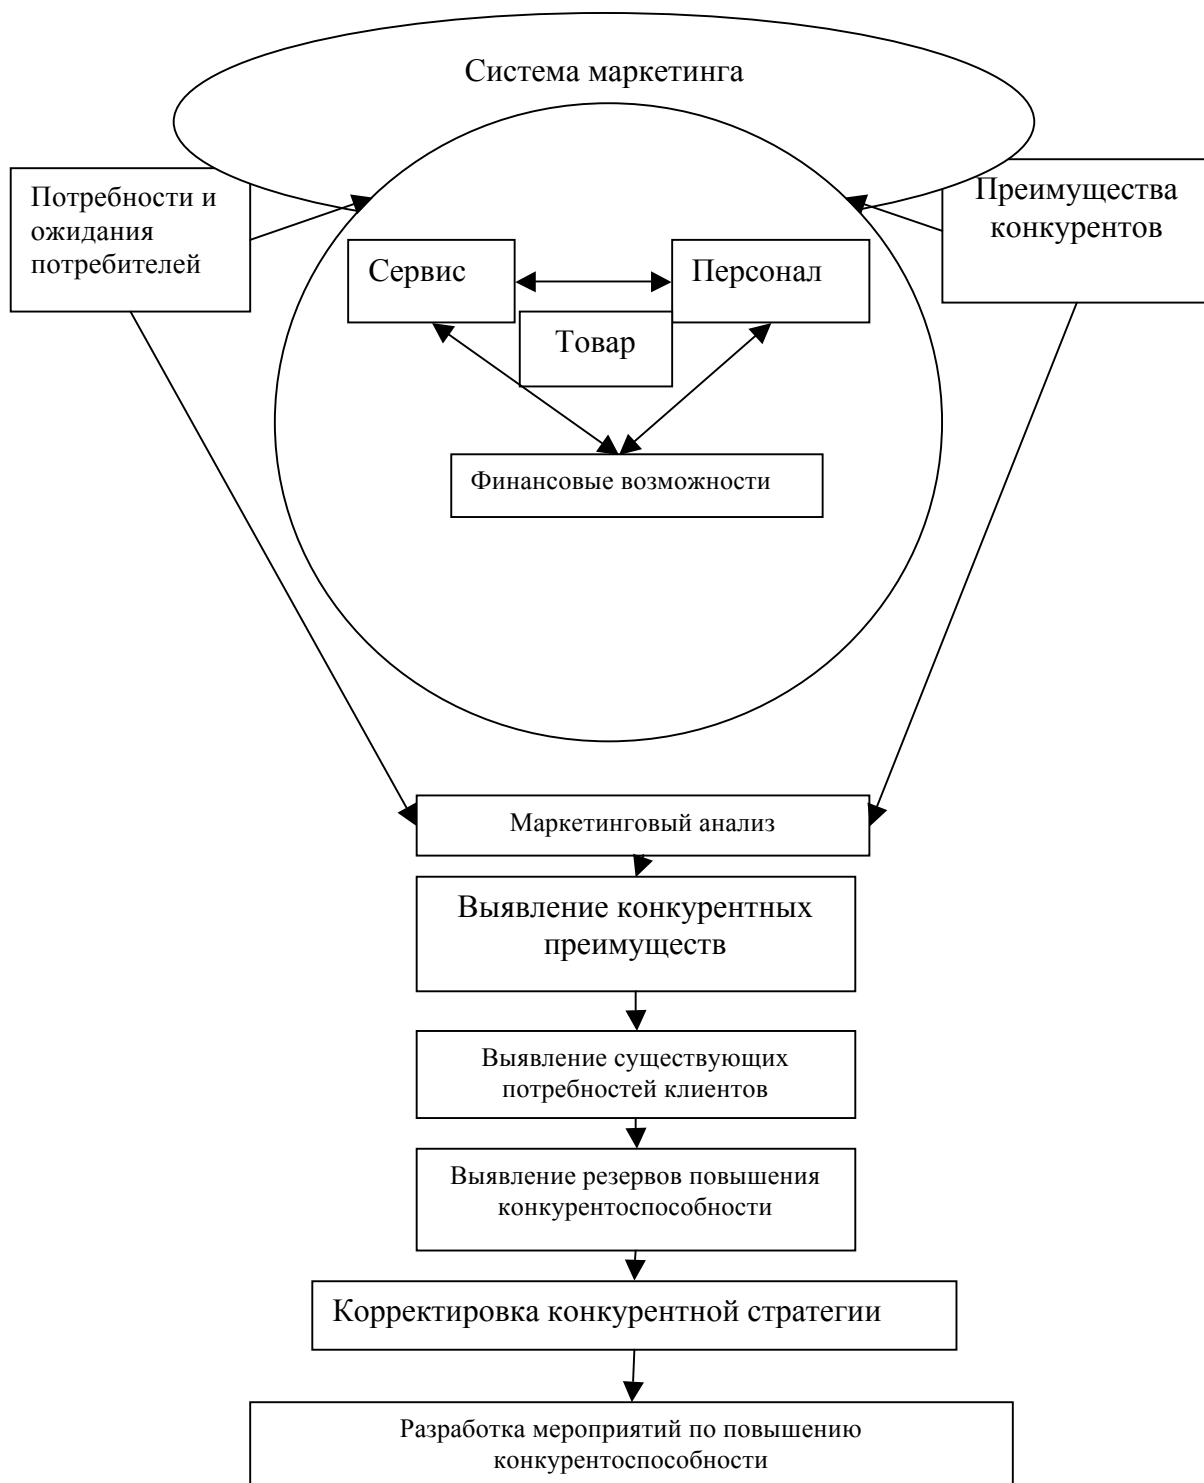 Система маркетинга
Потребности и
ожидания
потребителей
Преимущества
конкурентов
Сервис
Персонал
Товар
Финансовые возможности
Маркетинговый анализ
Выявление конкурентных
преимуществ
Выявление существующих
потребностей клиентов
Выявление резервов повышения
конкурентоспособности
Корректировка конкурентной стратегии
Разработка мероприятий по повышению
конкурентоспособности